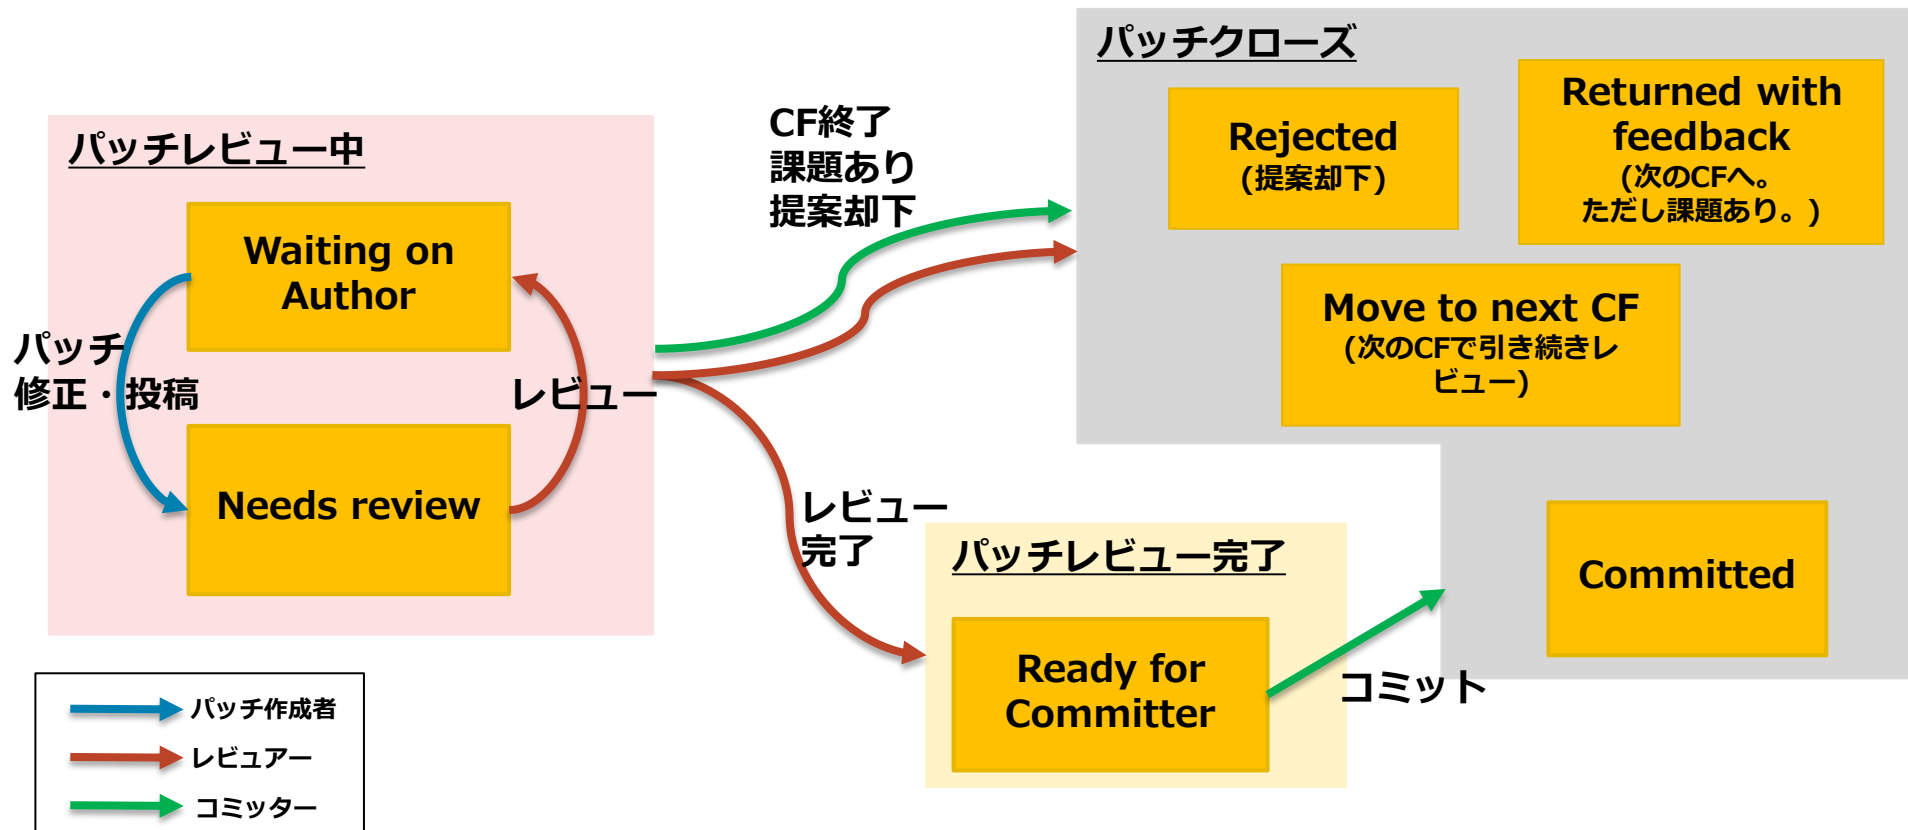 パッチレビュー中
Waiting on
Author
パッチ
修正・投稿
レビュー
Needs review
CF終了
課題あり
提案却下
パッチクローズ
Rejected
(提案却下)
Returned with
feedback
(次のCFへ。
ただし課題あり。)
Move to next CF
(次のCFで引き続きレ
ビュー)
レビュー
完了
パッチレビュー完了
Ready for
Committer
コミット
Committed
パッチ作成者
レビュアー
コミッター